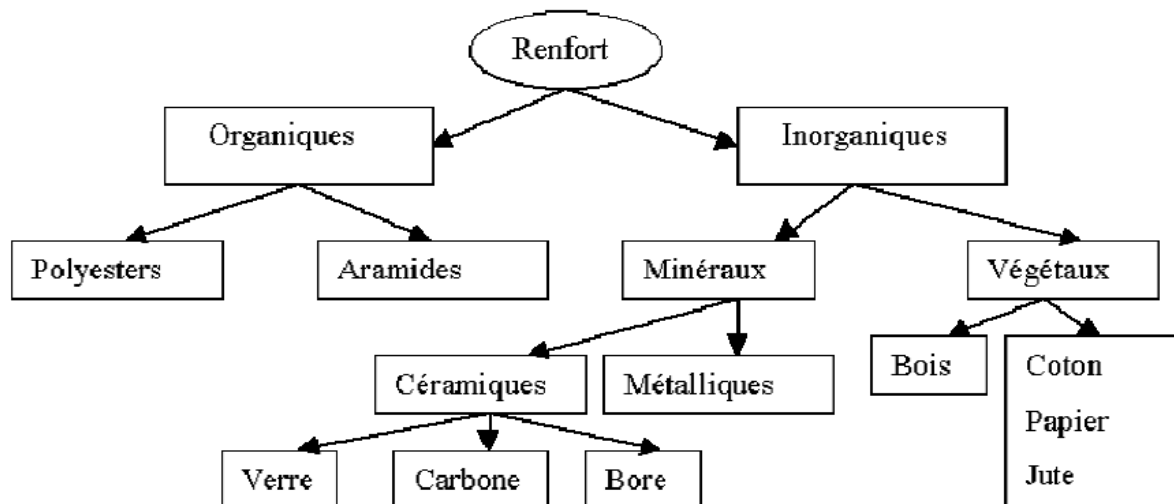 Renfort
Organiques
Inorganiques
Polyesters
Aramides
Minéraux
Végétaux
Céramiques
Métalliques
Bois
Coton
Papier
Jute
Verre
Carbone
Bore